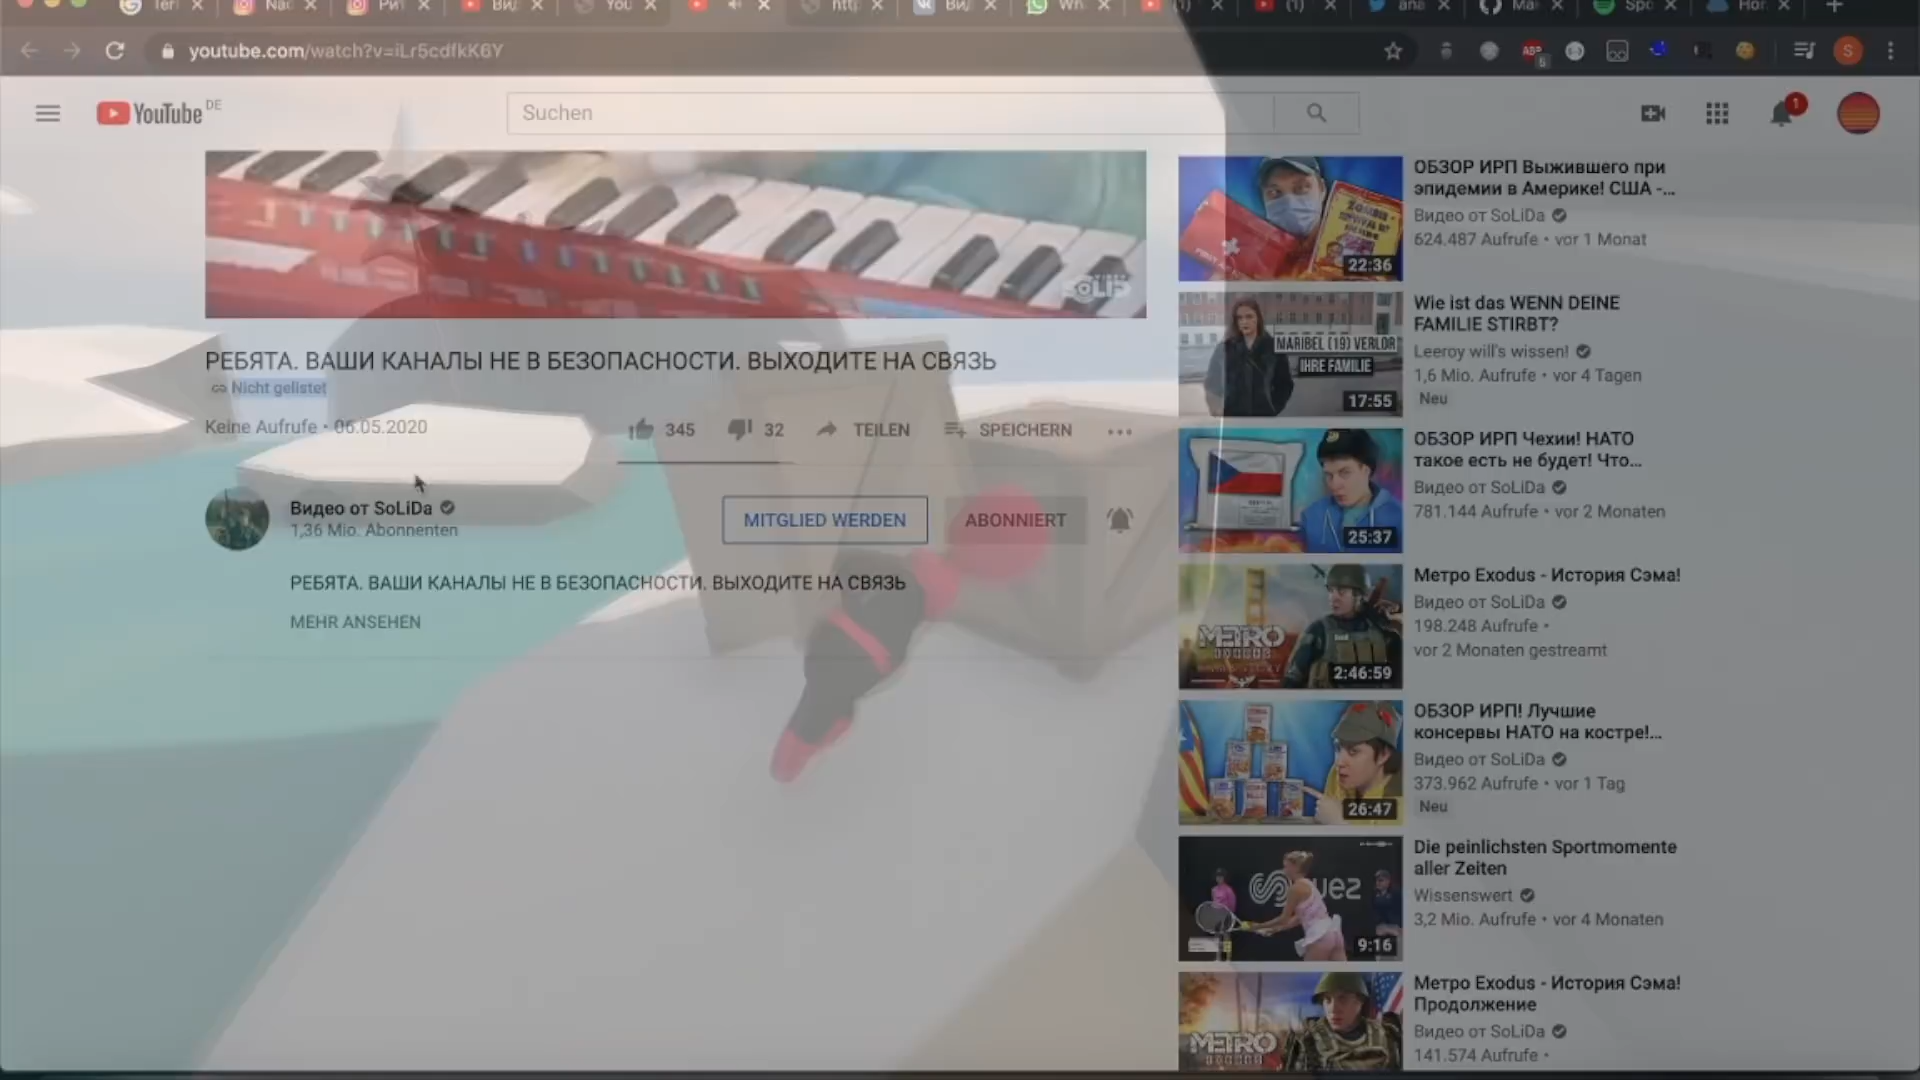 youtube.com/watch?v=iLr5cdfkK6Y
YouTube DE
Suchen
1
S
ABP
5
SOLID
РЕБЯТА. ВАШИ КАНАЛЫ НЕ В БЕЗОПАСНОСТИ. ВЫХОДИТЕ НА СВЯЗЬ
Nicht gelistet
Keine Aufrufe • 06.05.2020
345
32
TEILEN
SPEICHERN
Видео от SoLiDa
1,36 Mio. Abonnenten
MITGLIED WERDEN
ABONNIERT
РЕБЯТА. ВАШИ КАНАЛЫ НЕ В БЕЗОПАСНОСТИ. ВЫХОДИТЕ НА СВЯЗЬ
MEHR ANSEHEN
22:36
ОБЗОР ИРП Выжившего при
эпидемии в Америке! США -...
Видео от SoLiDa
624.487 Aufrufe • vor 1 Monat
MARIBEL (19) VERLOR
IHRE FAMILIE
17:55
Wie ist das WENN DEINE
FAMILIE STIRBT?
Leeroy will's wissen!
1,6 Mio. Aufrufe • vor 4 Tagen
Neu
25:37
ОБЗОР ИРП Чехии! НАТО
такое есть не будет! Что...
Видео от SoLiDa
781.144 Aufrufe • vor 2 Monaten
METRO
2:46:59
Метро Exodus - История Сэма!
Видео от SoLiDa
198.248 Aufrufe •
vor 2 Monaten gestreamt
26:47
ОБЗОР ИРП! Лучшие
консервы НАТО на костре!...
Видео от SoLiDa
373.962 Aufrufe • vor 1 Tag
Neu
9:16
Die peinlichsten Sportmomente
aller Zeiten
Wissenswert
3,2 Mio. Aufrufe • vor 4 Monaten
METRO
Метро Exodus - История Сэма!
Продолжение
Видео от SoLiDa
141.574 Aufrufe •